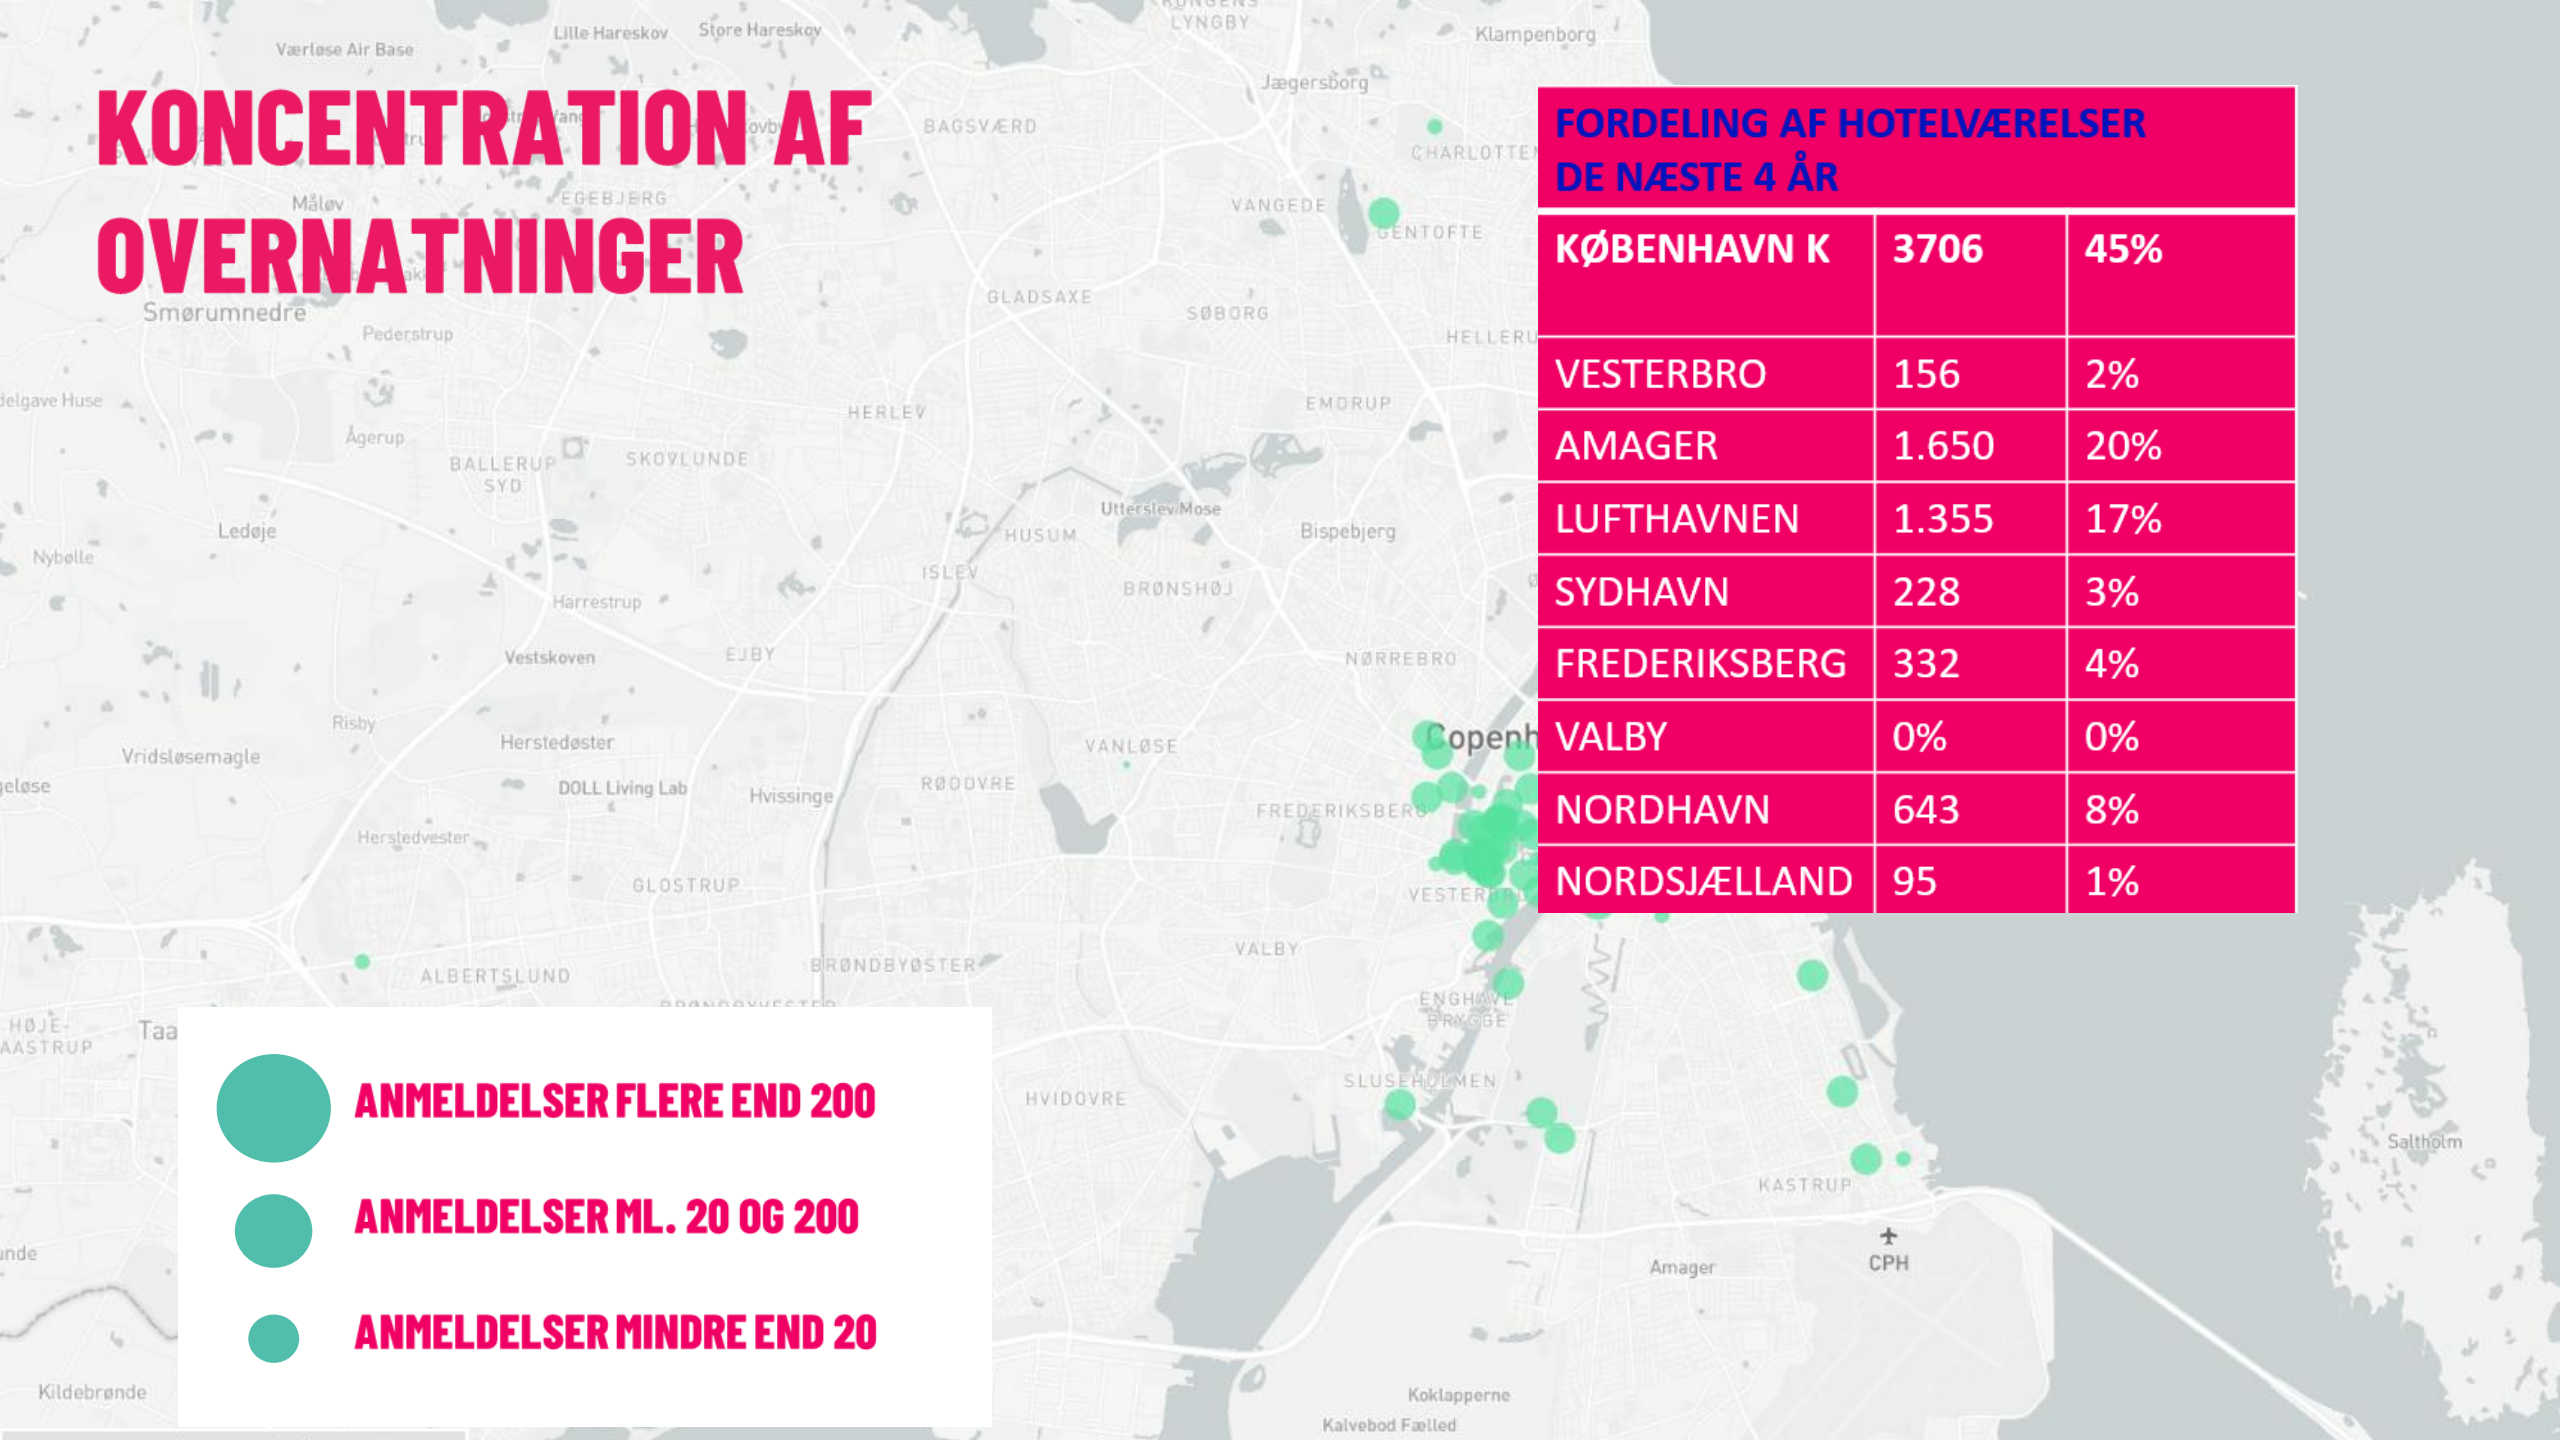 KONGENS
LYNGBY
Værløse Air Base
Lille Hareskov
Store Hareskov
Klampenborg
Jægersborg
KONCENTRATION AF
OVERNATNINGER
BAGSVÆRD
Måløv
EGEBJERG
VANGEDE
GENTOFTE
Smørumnedre
Pederstrup
GLADSAXE
SØBORG
HERLEV
EMDRUP
Ågerup
BALLERUP
SYD
SKOVLUNDE
Utterslev Mose
Ledøje
HUSUM
Bispebjerg
Nybølle
ISLEV
BRØNSHØJ
Harrestrup
Vestskoven
EJBY
NØRREBRO
Risby
Herstedøster
Vridsløsemagle
VANLØSE
RØDOVRE
DOLL Living Lab
Hvissinge
FREDERIKSBERG
Herstedvester
GLOSTRUP
VALBY
ALBERTSLUND
BRØNDBYØSTER
ENGHAVE
BRYGGE
SLUSEHOLMEN
HVIDOVRE
KASTRUP
Saltholm
CPH
Amager
Kildebrønde
Koklapperne
Kalvebod Fælled
FORDELING AF HOTELVÆRELSER
DE NÆSTE 4 ÅR
KØBENHAVN K 3706 45%
VESTERBRO 156 2%
AMAGER 1.650 20%
LUFTHAVNEN 1.355 17%
SYDHAVN 228 3%
FREDERIKSBERG 332 4%
VALBY 0% 0%
NORDHAVN 643 8%
NORDSJÆLLAND 95 1%
ANMELDELSER FLERE END 200
ANMELDELSER ML. 20 OG 200
ANMELDELSER MINDRE END 20